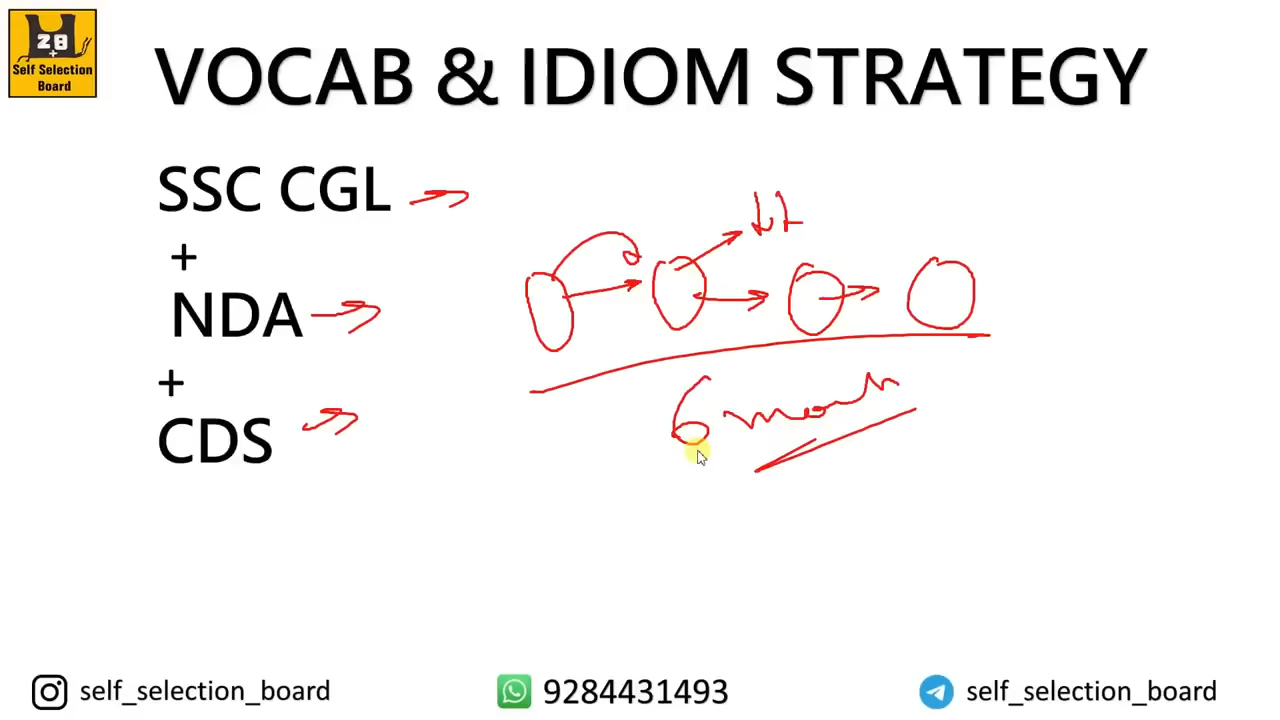 28
+
Self Selection
Board
VOCAB & IDIOM STRATEGY
SSC CGL
+
NDA
+
CDS
6 month
self_selection_board
9284431493
self_selection_board